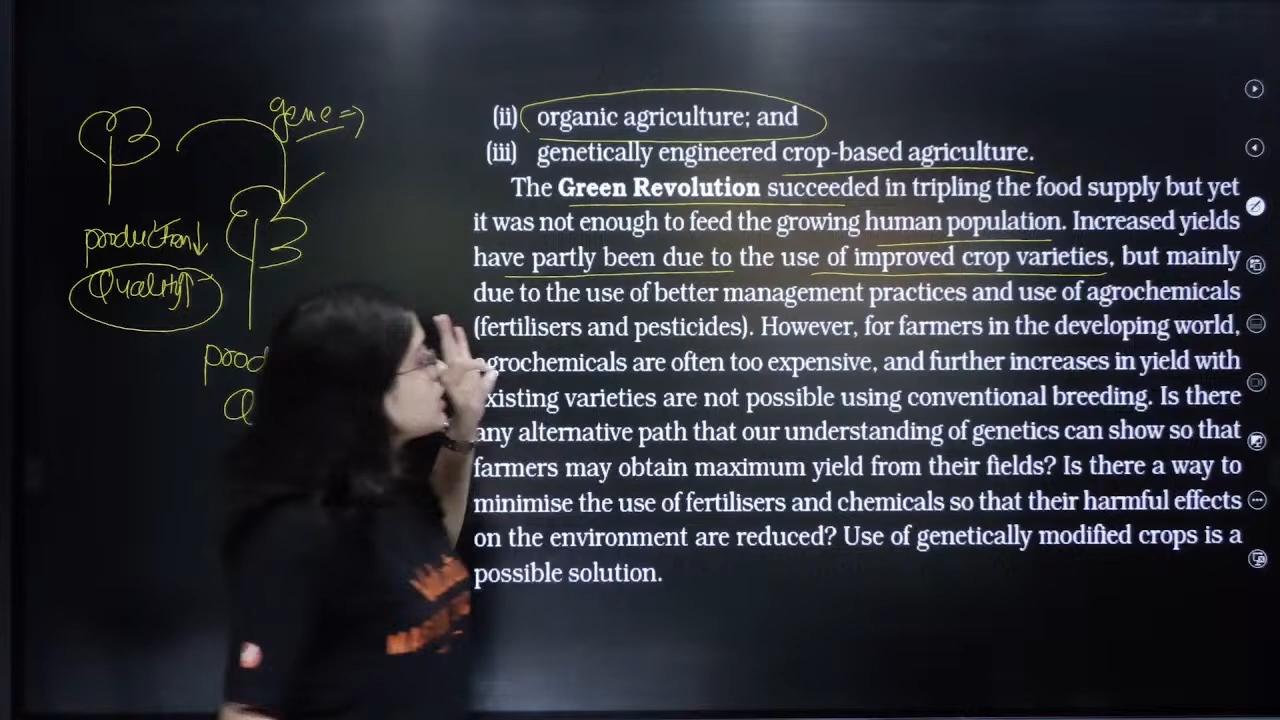 gene =>
production↓
Quality↑
prod
Q
(ii) organic agriculture; and
(iii) genetically engineered crop-based agriculture.
The Green Revolution succeeded in tripling the food supply but yet
it was not enough to feed the growing human population. Increased yields
have partly been due to the use of improved crop varieties, but mainly
due to the use of better management practices and use of agrochemicals
(fertilisers and pesticides). However, for farmers in the developing world,
agrochemicals are often too expensive, and further increases in yield with
existing varieties are not possible using conventional breeding. Is there
any alternative path that our understanding of genetics can show so that
farmers may obtain maximum yield from their fields? Is there a way to
minimise the use of fertilisers and chemicals so that their harmful effects
on the environment are reduced? Use of genetically modified crops is a
possible solution.